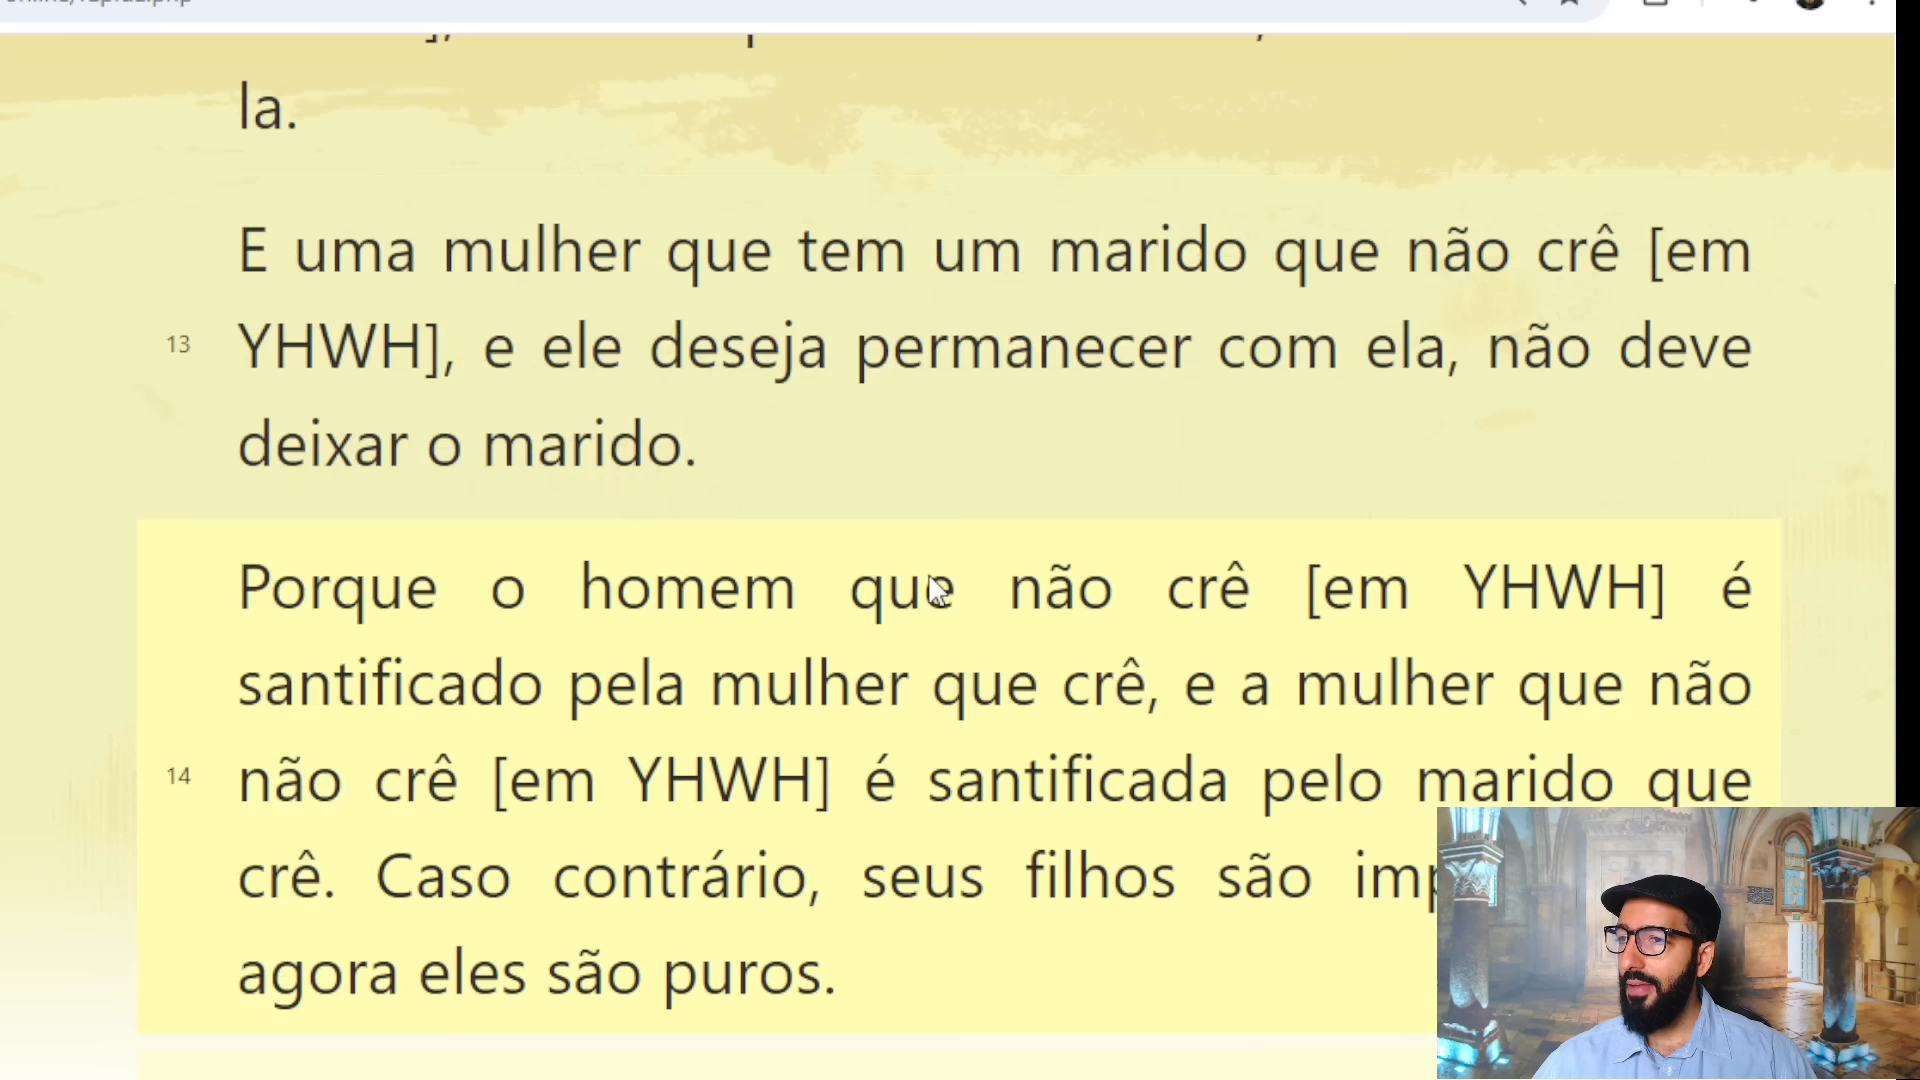 la.
E uma mulher que tem um marido que não crê [em
13 YHWH], e ele deseja permanecer com ela, não deve
deixar o marido.
Porque o homem que não crê [em YHWH] é
santificado pela mulher que crê, e a mulher que não
14 não crê [em YHWH] é santificada pelo marido que
crê. Caso contrário, seus filhos são
agora eles são puros.